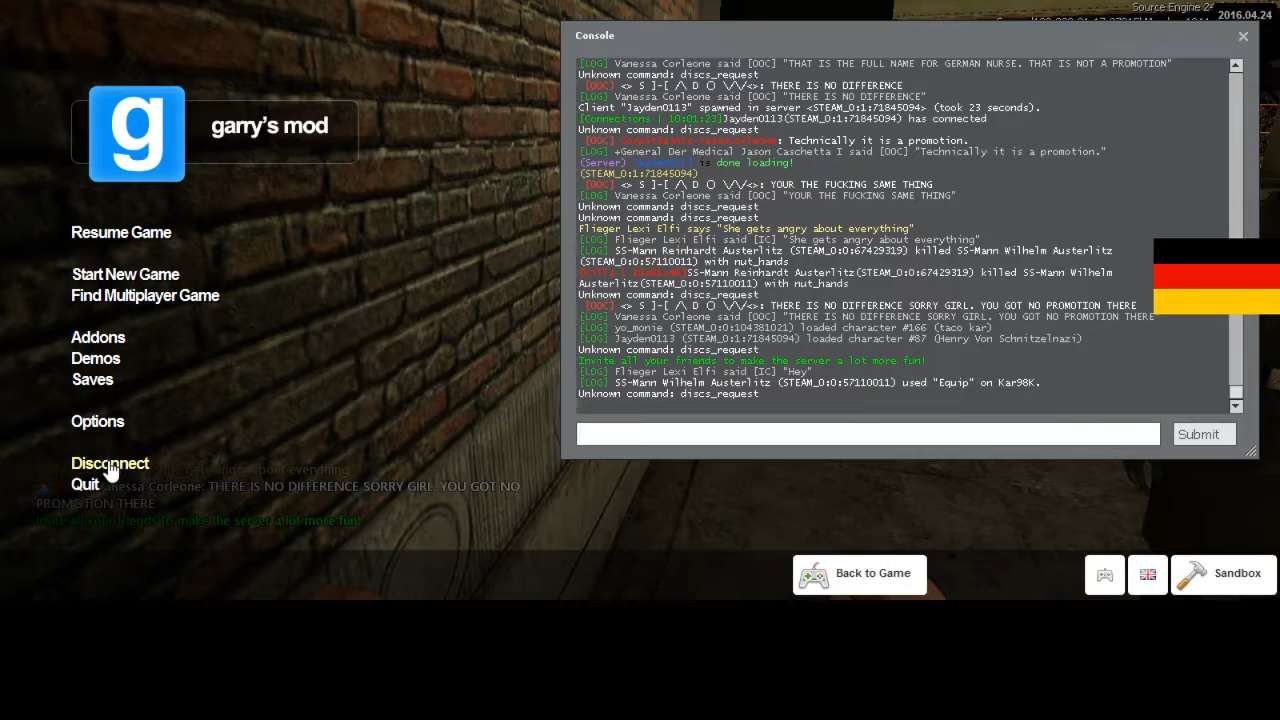 Source Engine 24
2016.04.24
Console
[LOG] Vanessa Corleone said [OOC] "THAT IS THE FULL NAME FOR GERMAN NURSE. THAT IS NOT A PROMOTION"
Unknown command: discs_request
[OOC] <> S ]-[ /\ D () \/\/<>: THERE IS NO DIFFERENCE
[LOG] Vanessa Corleone said [OOC] "THERE IS NO DIFFERENCE"
Client "Jayden0113" spawned in server <STEAM_0:1:71845094> (took 23 seconds).
[Connections | 10:01:23]Jayden0113(STEAM_0:1:71845094) has connected
Unknown command: discs_request
[OOC] : Technically it is a promotion.
[LOG] +General Der Medical Jason Caschetta I said [OOC] "Technically it is a promotion."
(Server) Jayden0113 is done loading!
(STEAM_0:1:71845094)
[OOC] <> S ]-[ /\ D () \/\/<>: YOUR THE FUCKING SAME THING
[LOG] Vanessa Corleone said [OOC] "YOUR THE FUCKING SAME THING"
Unknown command: discs_request
Unknown command: discs_request
Flieger Lexi Elfi says "She gets angry about everything"
[LOG] Flieger Lexi Elfi said [IC] "She gets angry about everything"
[LOG] SS-Mann Reinhardt Austerlitz (STEAM_0:0:67429319) killed SS-Mann Wilhelm Austerlitz
(STEAM_0:0:57110011) with nut_hands
SS-Mann Reinhardt Austerlitz(STEAM_0:0:67429319) killed SS-Mann Wilhelm
Austerlitz(STEAM_0:0:57110011) with nut_hands
Unknown command: discs_request
[OOC] <> S ]-[ /\ D () \/\/<>: THERE IS NO DIFFERENCE SORRY GIRL. YOU GOT NO PROMOTION THERE
[LOG] Vanessa Corleone said [OOC] "THERE IS NO DIFFERENCE SORRY GIRL. YOU GOT NO PROMOTION THERE"
[LOG] yo_monie (STEAM_0:0:104381021) loaded character #166 (taco kar)
[LOG] Jayden0113 (STEAM_0:1:71845094) loaded character #87 (Henry Von Schnitzelnazi)
Unknown command: discs_request
Invite all your friends to make the server a lot more fun!
[LOG] Flieger Lexi Elfi said [IC] "Hey"
[LOG] SS-Mann Wilhelm Austerlitz (STEAM_0:0:57110011) used "Equip" on Kar98K.
Unknown command: discs_request
Submit
g garry's mod
Resume Game
Start New Game
Find Multiplayer Game
Addons
Demos
Saves
Options
Disconnect
gets angry about everything
Quit
nessa Corleone: THERE IS NO DIFFERENCE SORRY GIRL. YOU GOT NO
PROMOTION THERE
Invite all your friends to make the server a lot more fun!
Back to Game
Sandbox